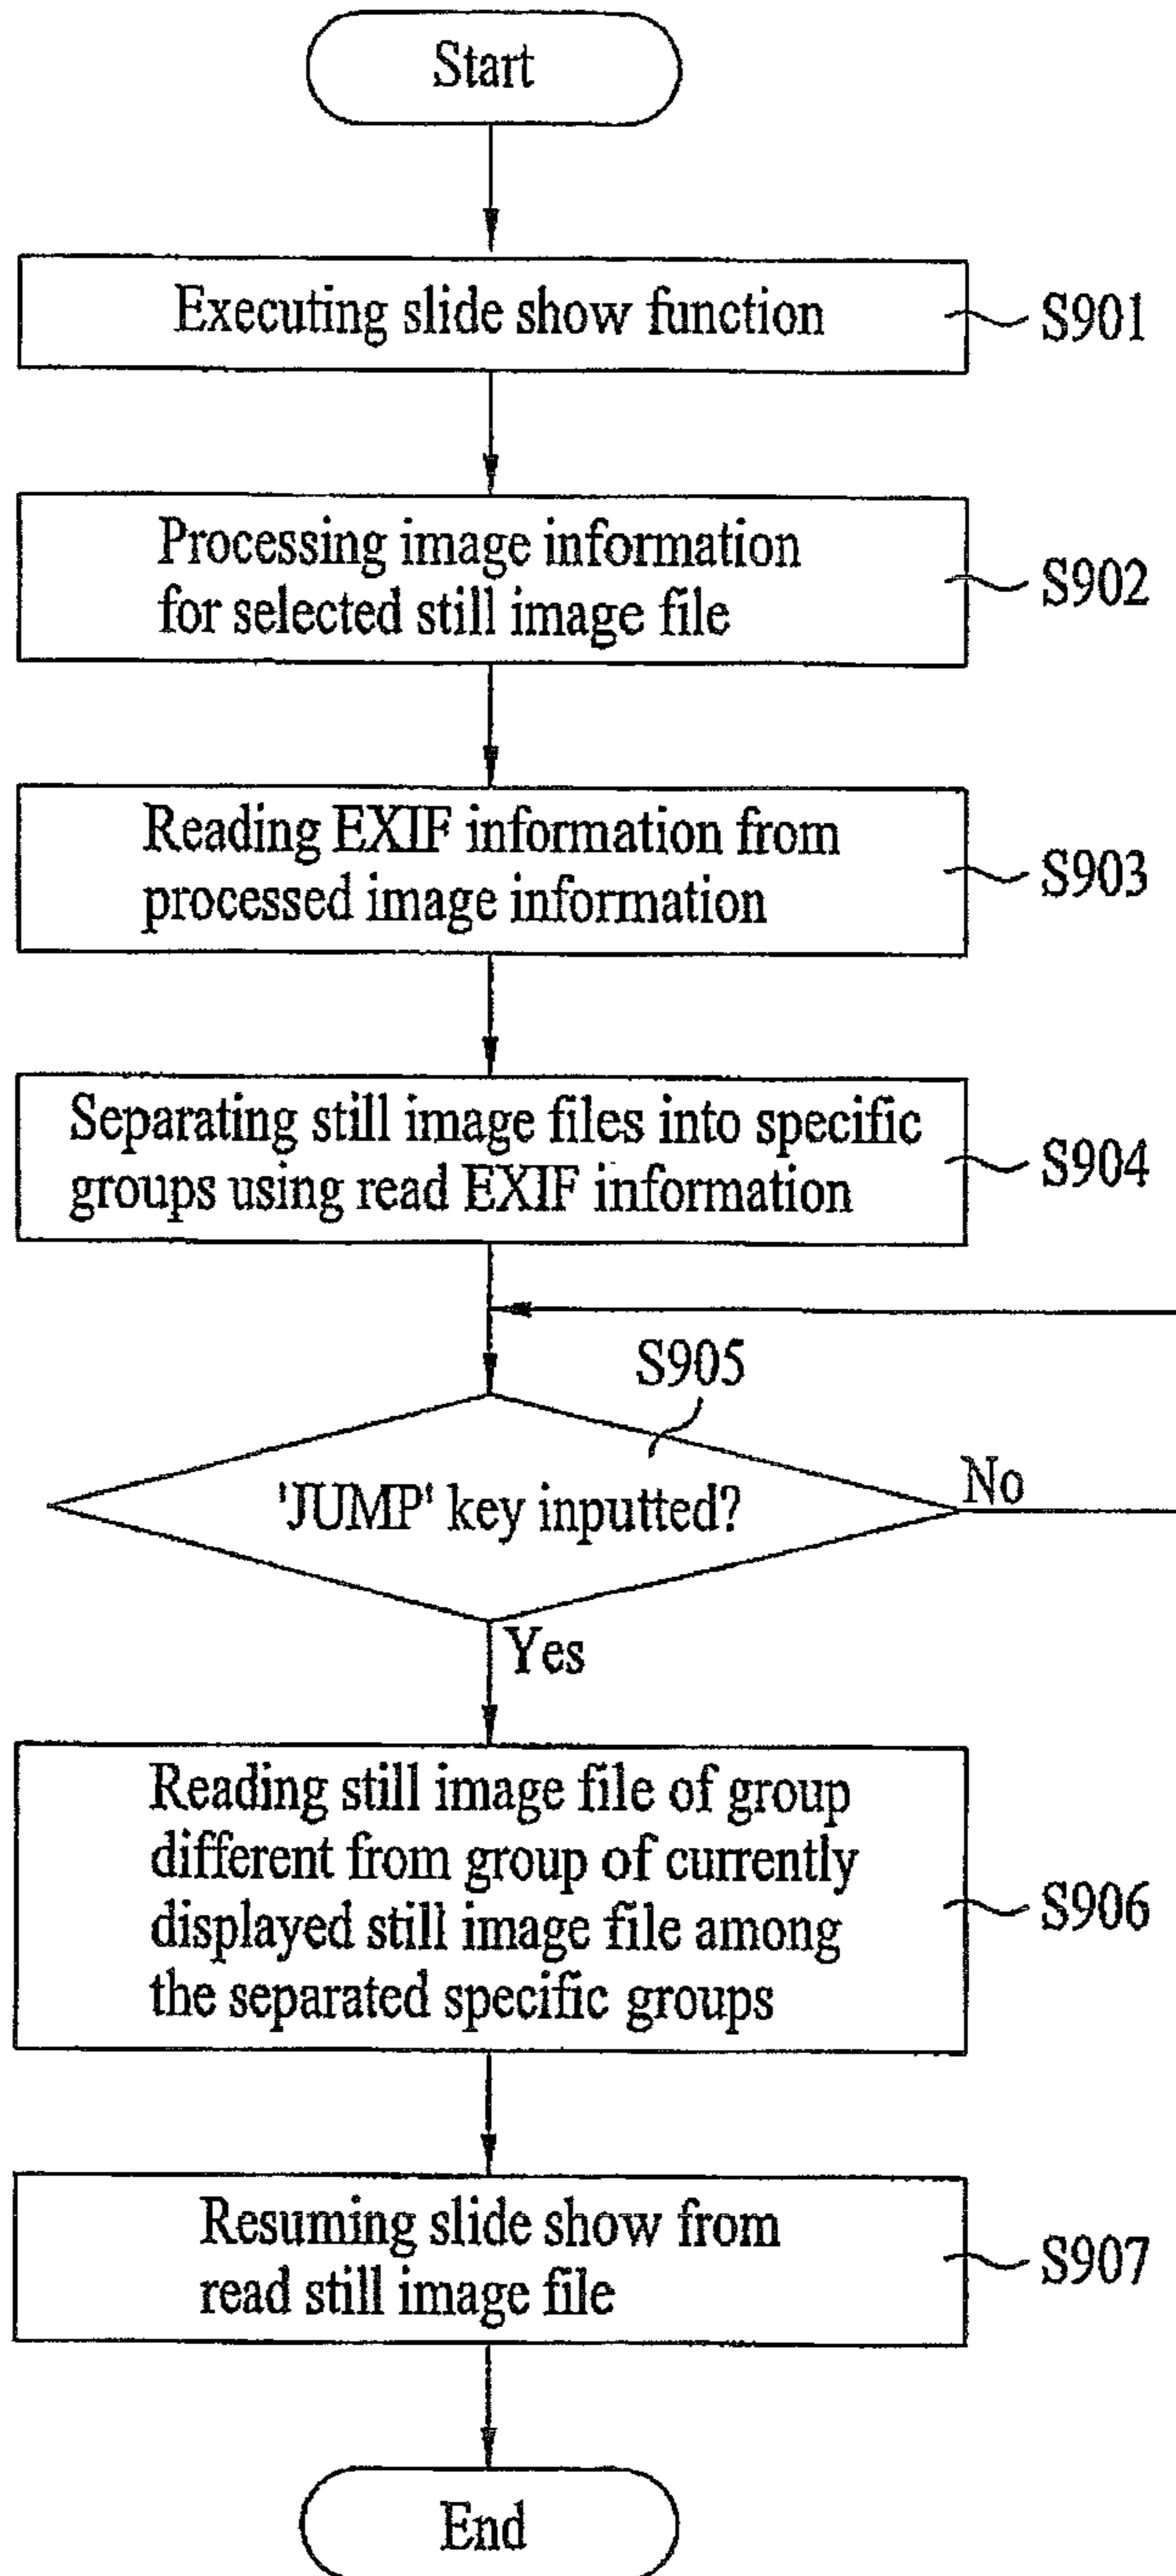 Start
Executing slide show function
S901
Processing image information
for selected still image file
S902
Reading EXIF information from
processed image information
S903
Separating still image files into specific
groups using read EXIF information
S904
S905
'JUMP' key inputted?
No
Yes
Reading still image file of group
different from group of currently
displayed still image file among
the separated specific groups
S906
Resuming slide show from
read still image file
S907
End